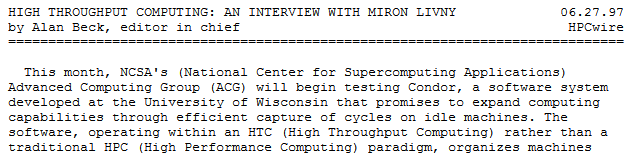 HIGH THROUGHPUT COMPUTING: AN INTERVIEW WITH MIRON LIVNY 06.27.97
by Alan Beck, editor in chief HPCwire
==============================================================================
This month, NCSA's (National Center for Supercomputing Applications)
Advanced Computing Group (ACG) will begin testing Condor, a software system
developed at the University of Wisconsin that promises to expand computing
capabilities through efficient capture of cycles on idle machines. The
software, operating within an HTC (High Throughput Computing) rather than a
traditional HPC (High Performance Computing) paradigm, organizes machines